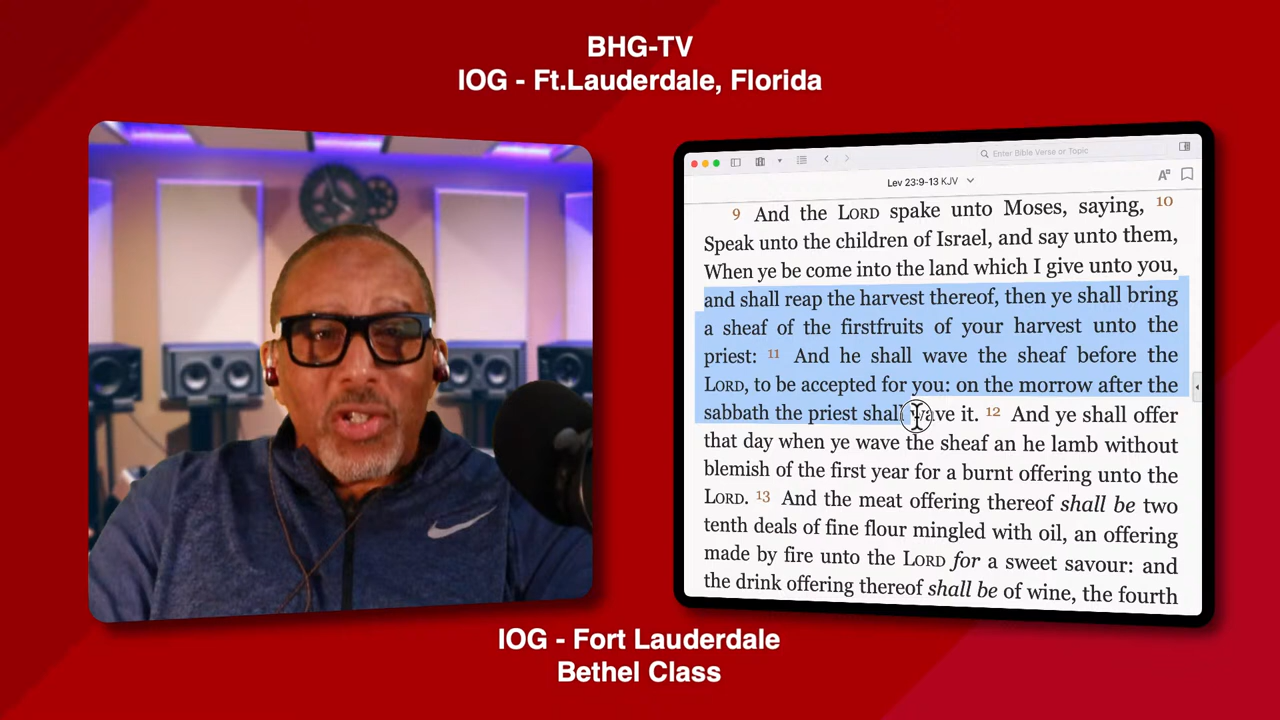 BHG-TV
IOG - Ft.Lauderdale, Florida
Enter Bible Verse or Topic
Lev 23:9-13 KJV
9 And the LORD spake unto Moses, saying, 10
Speak unto the children of Israel, and say unto them,
When ye be come into the land which I give unto you,
and shall reap the harvest thereof, then ye shall bring
a sheaf of the firstfruits of your harvest unto the
priest: 11 And he shall wave the sheaf before the
LORD, to be accepted for you: on the morrow after the
sabbath the priest shall wave it. 12 And ye shall offer
that day when ye wave the sheaf an he lamb without
blemish of the first year for a burnt offering unto the
LORD. 13 And the meat offering thereof shall be two
tenth deals of fine flour mingled with oil, an offering
made by fire unto the LORD for a sweet savour: and
the drink offering thereof shall be of wine, the fourth
IOG - Fort Lauderdale
Bethel Class